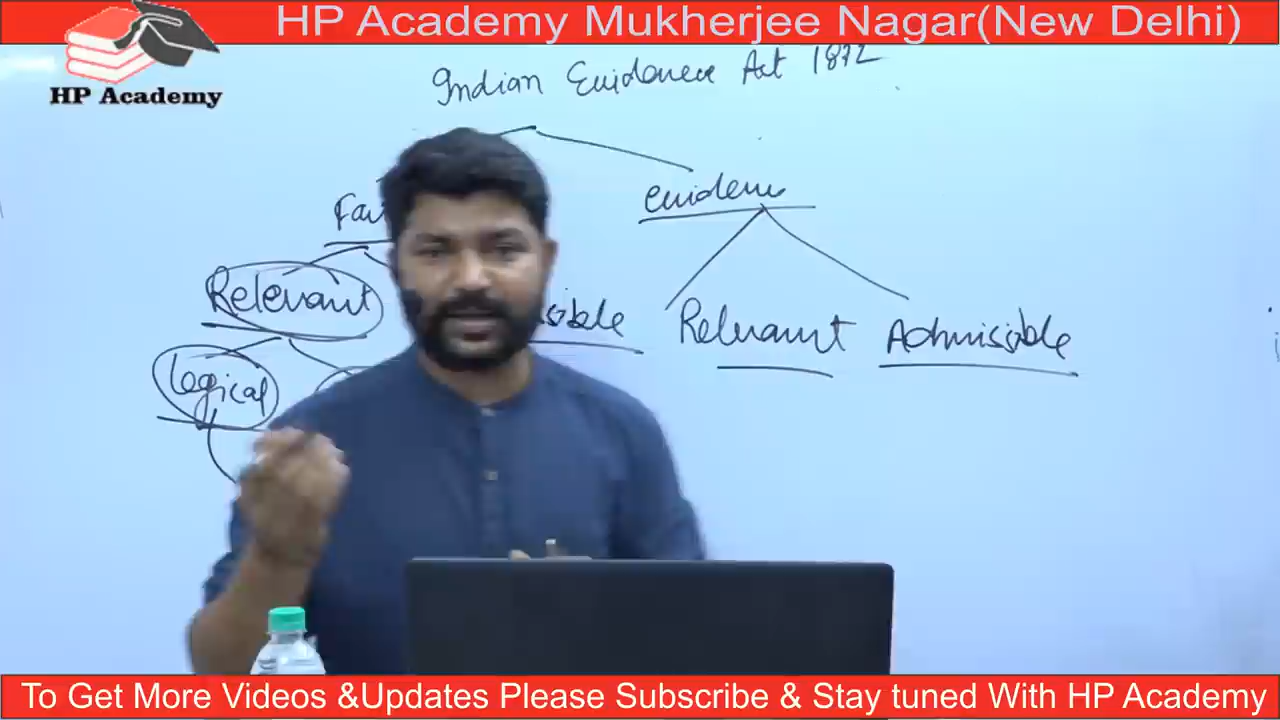 HP Academy Mukherjee Nagar(New Delhi)
HP Academy
Indian Evidence Act 1872
Evidence
Relevant
Relevant Admissible
logical
To Get More Videos &Updates Please Subscribe & Stay tuned With HP Academy